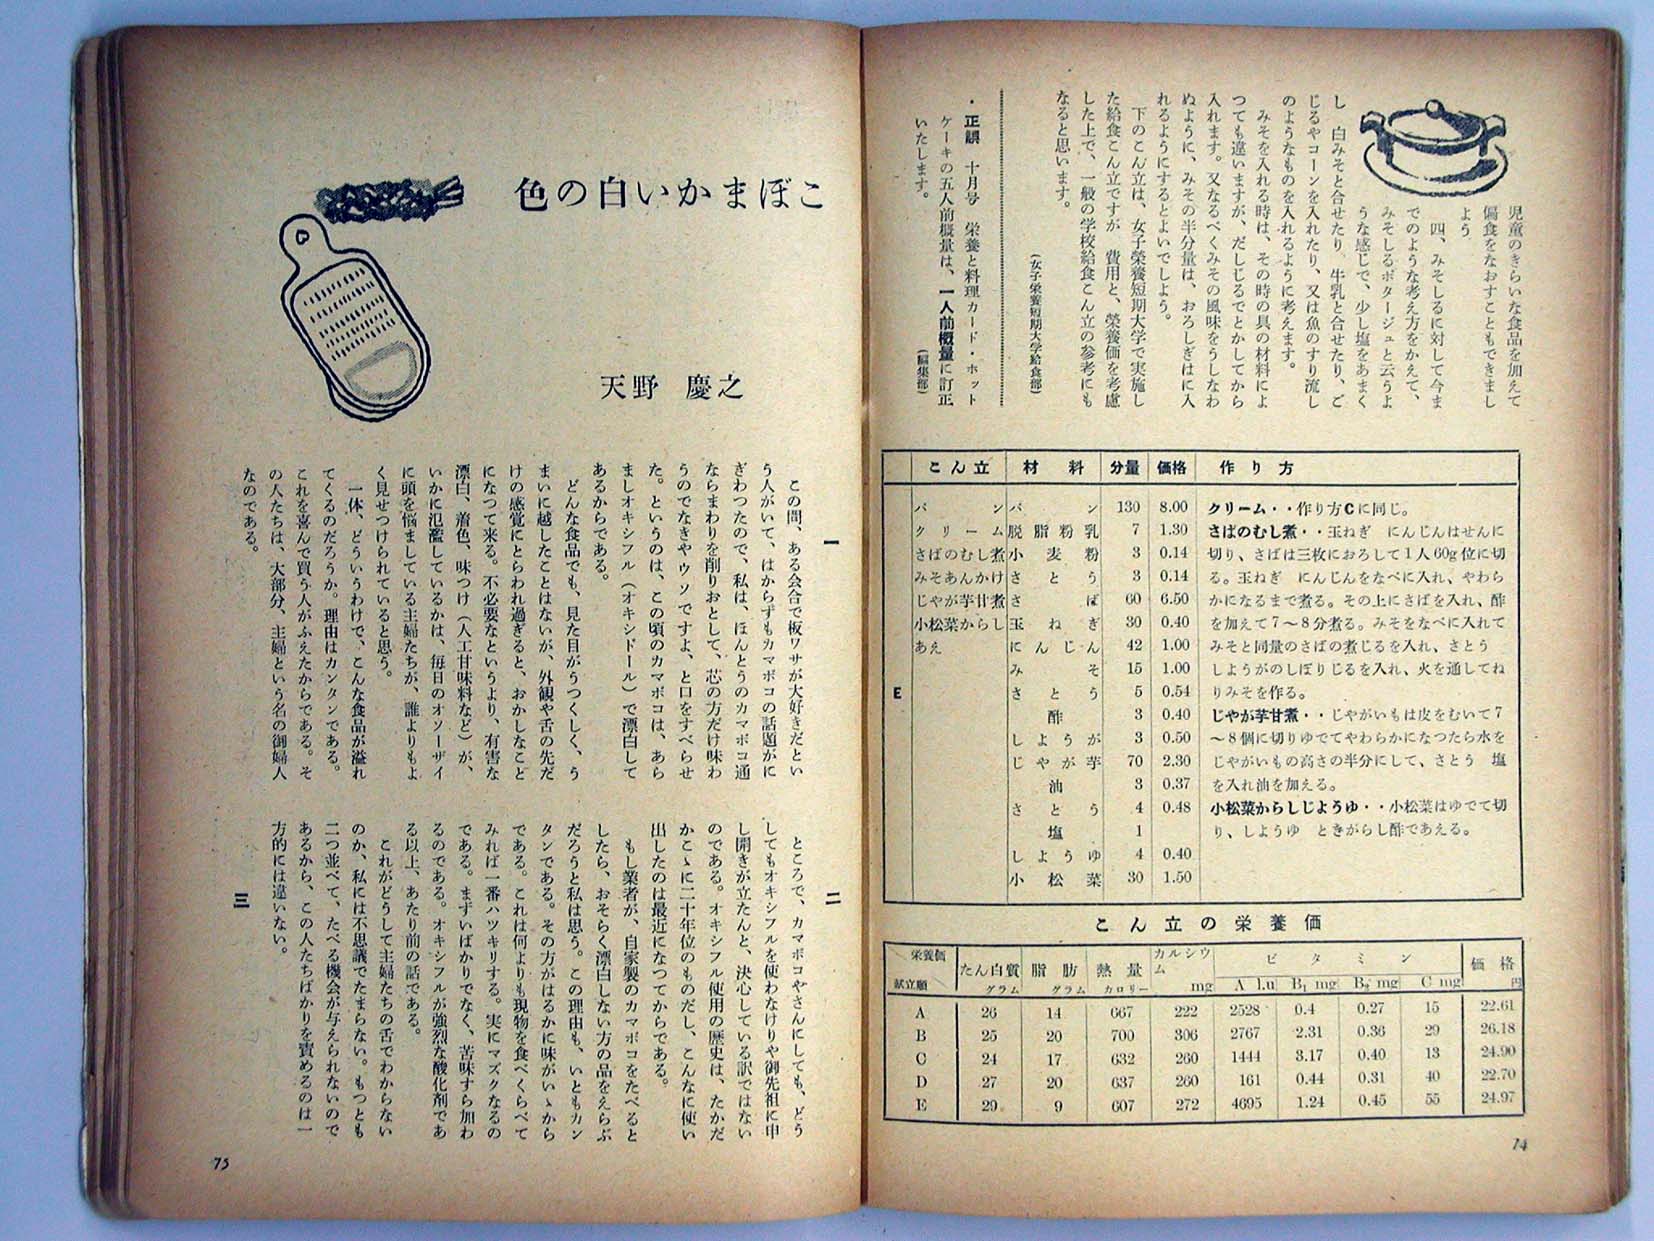 児童のきらいな食品を加えて
偏食をなおすこともできまし
よう
四、みそしるに対して今ま
でのような考え方をかえて、
みそしるポタージュと云うよ
うな感じで、少し塩をあまく
し　白みそと合せたり、牛乳と合せたり、ご
じるやコーンを入れたり、又は魚のすり流し
のようなものを入れるように考えます。
みそを入れる時は、その時の具の材料によ
つても違いますが、だしじるでとかしてから
入れます。又なるべくみその風味をうしなわ
ぬように、みその半分量は、おろしぎはに入
れるようにするとよいでしよう。
下のこん立は、女子栄養短期大学で実施し
た給食こん立ですが　費用と、榮養価を考慮
した上で、一般の学校給食こん立の参考にも
なると思います。
（女子栄養短期大学給食部）
・正誤　十月号　栄養と料理カード・ホット
ケーキの五人前概量は、一人前概量に訂正
いたします。
（編集部）
こん立　材料　分量　価格　作り方
E
パン　パン　130　8.00
クリーム　脱脂粉乳　7　1.30
さばのむし煮　小麦粉　3　0.14
みそあんかけ　さとう　3　0.14
じやが芋甘煮　さば　60　6.50
小松菜からし　玉ねぎ　30　0.40
あえ　にんじん　42　1.00
みそ　15　1.00
さとう　5　0.54
酢　3　0.40
しようが　3　0.50
じやが芋　70　2.30
油　3　0.37
さとう　4　0.48
塩　1
しようゆ　4　0.40
小松菜　30　1.50
クリーム・・作り方Cに同じ。
さばのむし煮・・玉ねぎ　にんじんはせんに
切り、さばは三枚におろして1人60g位に切
る。玉ねぎ　にんじんをなべに入れ、やわら
かになるまで煮る。その上にさばを入れ、酢
を加えて7〜8分煮る。みそをなべに入れて
みそと同量のさばの煮じるを入れ、さとう
しようがのしぼりじるを入れ、火を通してね
りみそを作る。
じやが芋甘煮・・じやがいもは皮をむいて7
〜8個に切りゆでてやわらかになつたら水を
じやがいもの高さの半分にして、さとう　塩
を入れ油を加える。
小松菜からしじようゆ・・小松菜はゆでて切
り、しようゆ　ときがらし酢であえる。
こん立の栄養価
栄養価　献立順　たん白質グラム　脂肪グラム　熱量カロリー　カルシウム mg　ビタミン　A I.u　B₁ mg　B₂ mg　C mg　価格円
A　26　14　667　222　2528　0.4　0.27　15　22.61
B　25　20　700　306　2767　2.31　0.36　29　26.18
C　24　17　632　260　1444　3.17　0.40　13　24.90
D　27　20　637　260　161　0.44　0.31　40　22.70
E　29　9　607　272　4695　1.24　0.45　55　24.97
74
色の白いかまぼこ
天野　慶之
一
この間、ある会合で板ワサが大好きだとい
う人がいて、はからずもカマボコの話題がに
ぎわつたので、私は、ほんとうのカマボコ通
ならまわりを削りおとして、芯の方だけ味わ
うのでなきやウソですよ、と口をすべらせ
た。というのは、この頃のカマボコは、あら
ましオキシフル（オキシドール）で漂白して
あるからである。
どんな食品でも、見た目がうつくしく、う
まいに越したことはないが、外観や舌の先だ
けの感覚にとらわれ過ぎると、おかしなこと
になつて来る。不必要なというより、有害な
漂白、着色、味つけ（人工甘味料など）が、
いかに氾濫しているかは、毎日のオソーザイ
に頭を悩ましている主婦たちが、誰よりもよ
く見せつけられていると思う。
一体、どういうわけで、こんな食品が溢れ
てくるのだろうか。理由はカンタンである。
これを喜んで買う人がふえたからである。そ
の人たちは、大部分、主婦という名の御婦人
なのである。
二
ところで、カマボコやさんにしても、どう
してもオキシフルを使わなけりや御先祖に申
し開きが立たんと、決心している訳ではない
のである。オキシフル使用の歴史は、たかだ
かこゝに二十年位のものだし、こんなに使い
出したのは最近になつてからである。
もし業者が、自家製のカマボコをたべると
したら、おそらく漂白しない方の品をえらぶ
だろうと私は思う。この理由も、いともカン
タンである。その方がはるかに味がいゝから
である。これは何よりも現物を食べくらべて
みれば一番ハツキリする。実にマズクなるの
である。まずいばかりでなく、苦味すら加わ
るのである。オキシフルが強烈な酸化剤であ
る以上、あたり前の話である。
これがどうして主婦たちの舌でわからない
のか、私には不思議でたまらない。もつとも
二つ並べて、たべる機会が与えられないので
あるから、この人たちばかりを責めるのは一
方的には違いない。
三
75